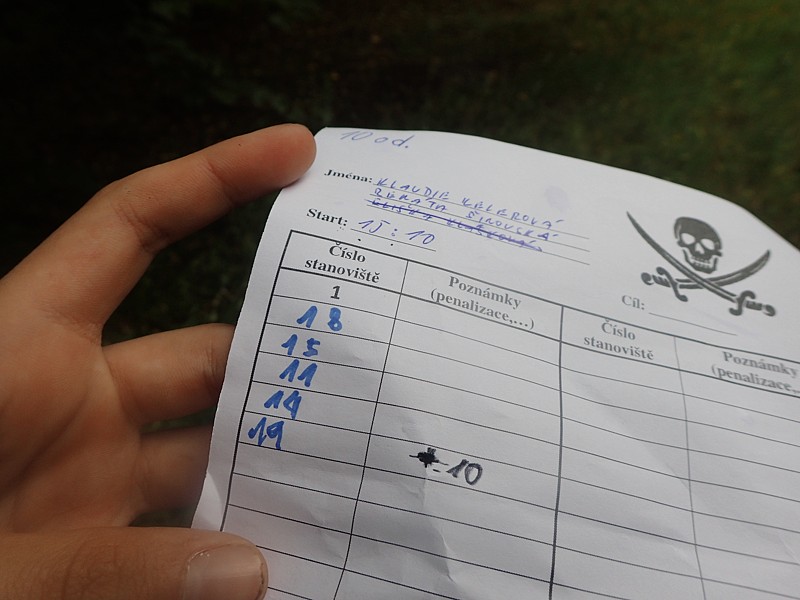 10 od.
Jména: KLAUDIE KELEROVÁ
RENATA ŠIROVSKÁ
Start: 15:10
Cíl:
Číslo stanoviště
Poznámky (penalizace,...)
Číslo stanoviště
Poznámky (penalizace,..
1
18
15
11
14
19
-10